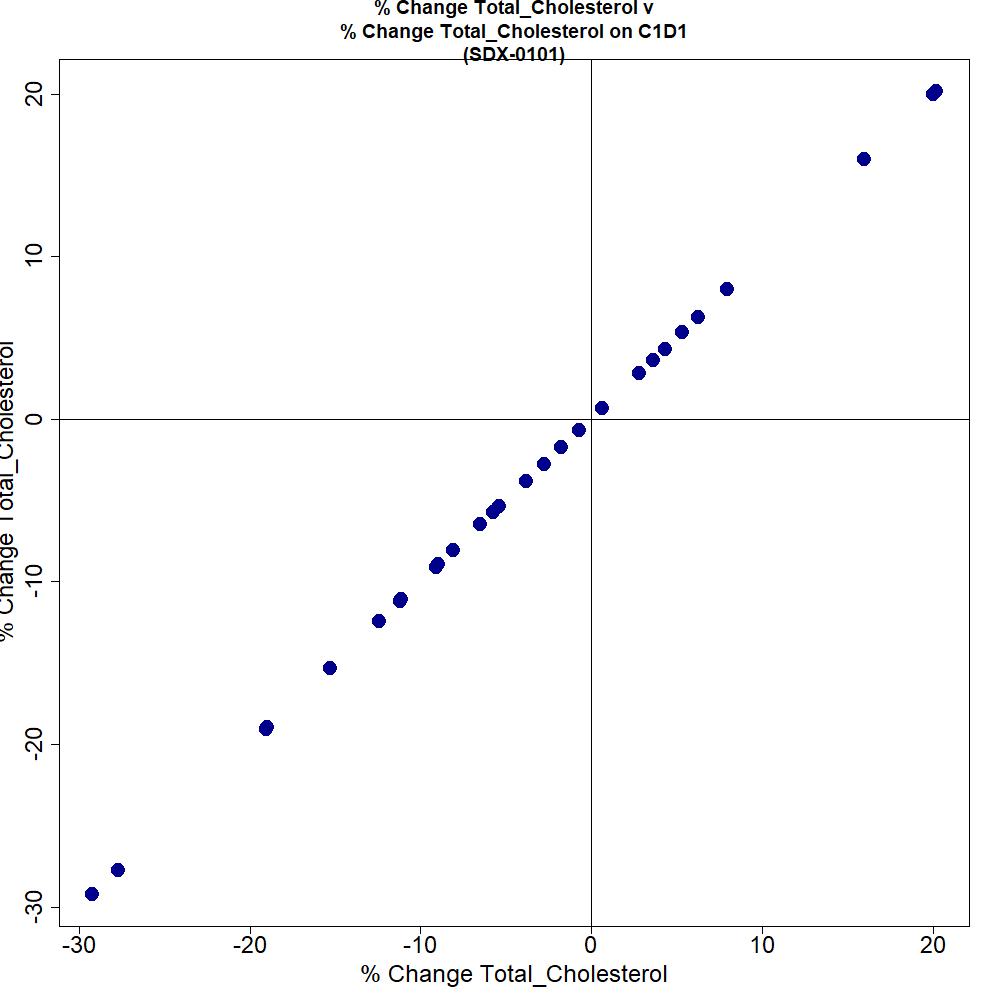 % Change Total_Cholesterol v
% Change Total_Cholesterol on C1D1
(SDX-0101)
20
10
0
-10
-20
-30
% Change Total_Cholesterol
-30
-20
-10
0
10
20
% Change Total_Cholesterol